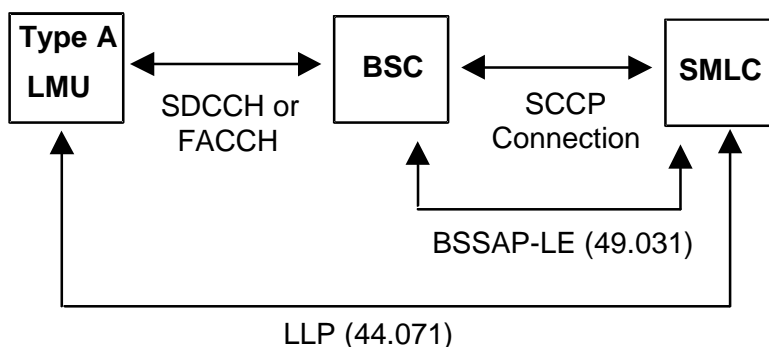 Type A
LMU
BSC
SMLC
SDCCH or
FACCH
SCCP
Connection
BSSAP-LE (49.031)
LLP (44.071)